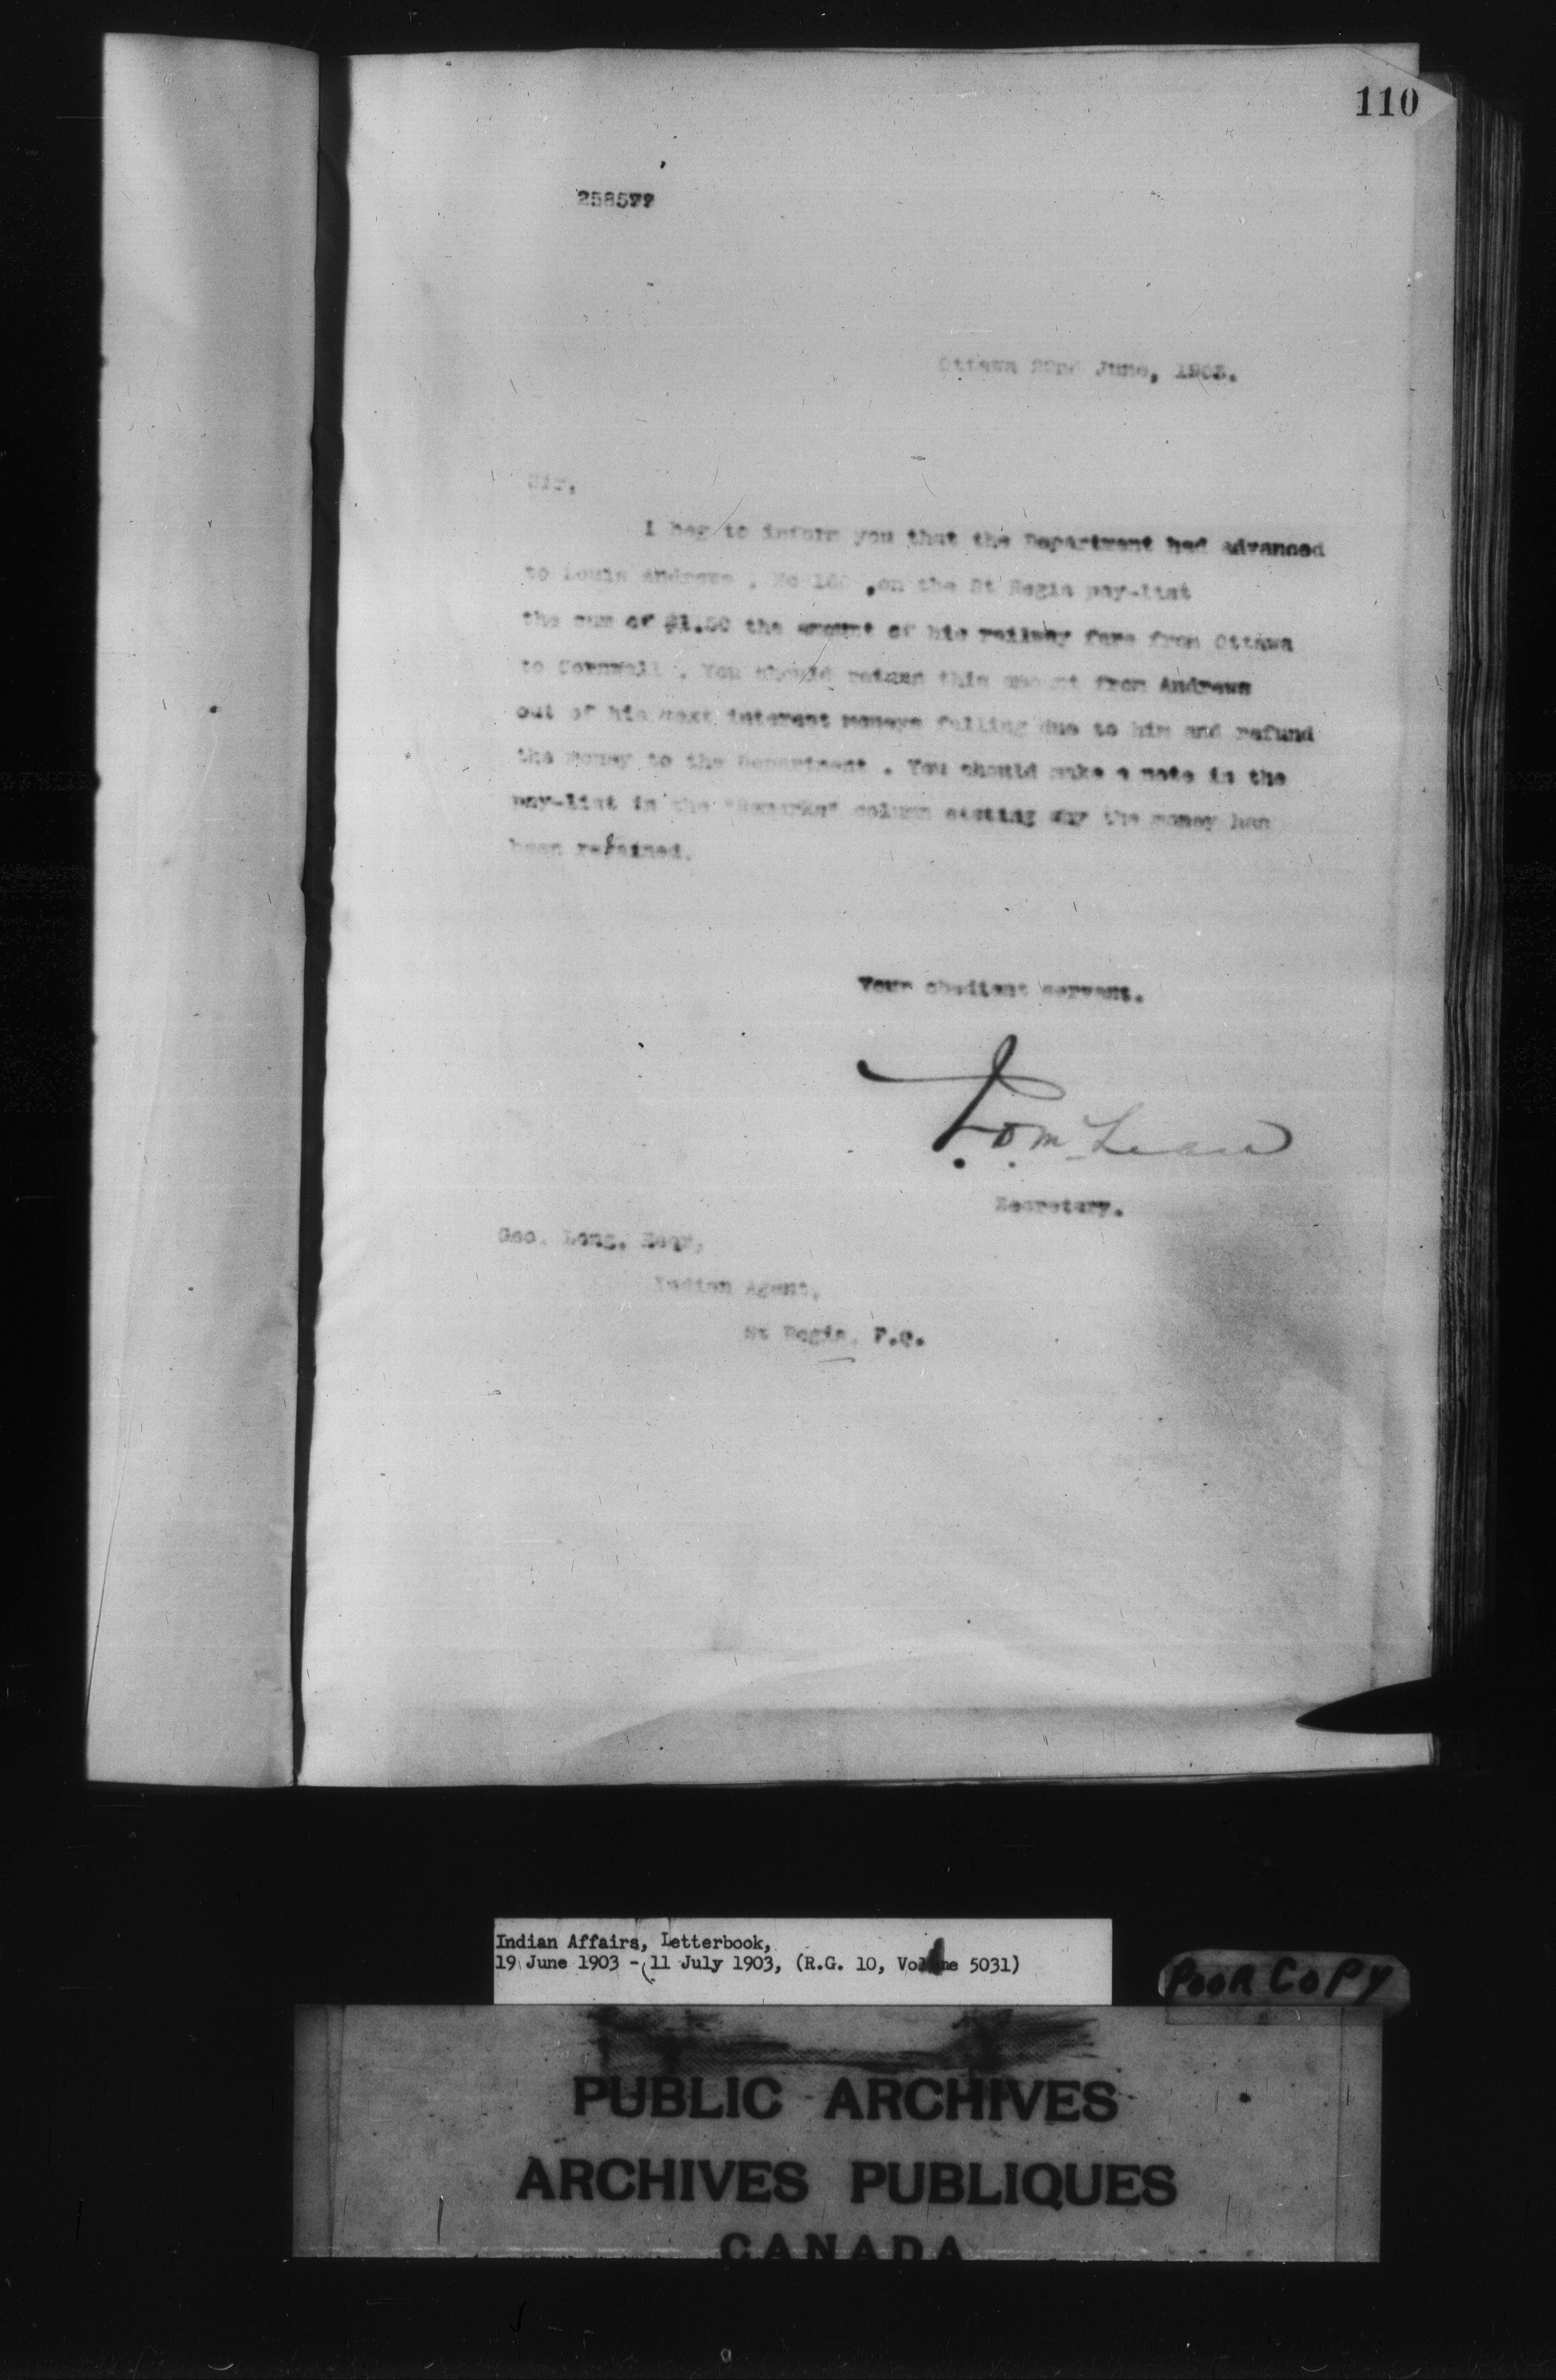 110
2585??
Ottawa 22nd June, 1903.
Sir,
I beg to inform you that the Department had advanced
to Louis Andrews . No ,on the St Regis pay-list
the sum of $1.50 the amount of his railway fare from Ottawa
to Cornwall . You should retain this amount from Andrews
out of his next interest moneys falling due to him and refund
the money to the Department . You should make a note in the
pay-list in the "Remarks" column stating why the money has
been retained.
Your obedient servant.
J.D. McLean
Secretary.
Geo. Long. Esqr,
Indian Agent,
St Regis. P.Q.
Indian Affairs, Letterbook,
19 June 1903 - 11 July 1903, (R.G. 10, Volume 5031)
POOR COPY
PUBLIC ARCHIVES
ARCHIVES PUBLIQUES
CANADA